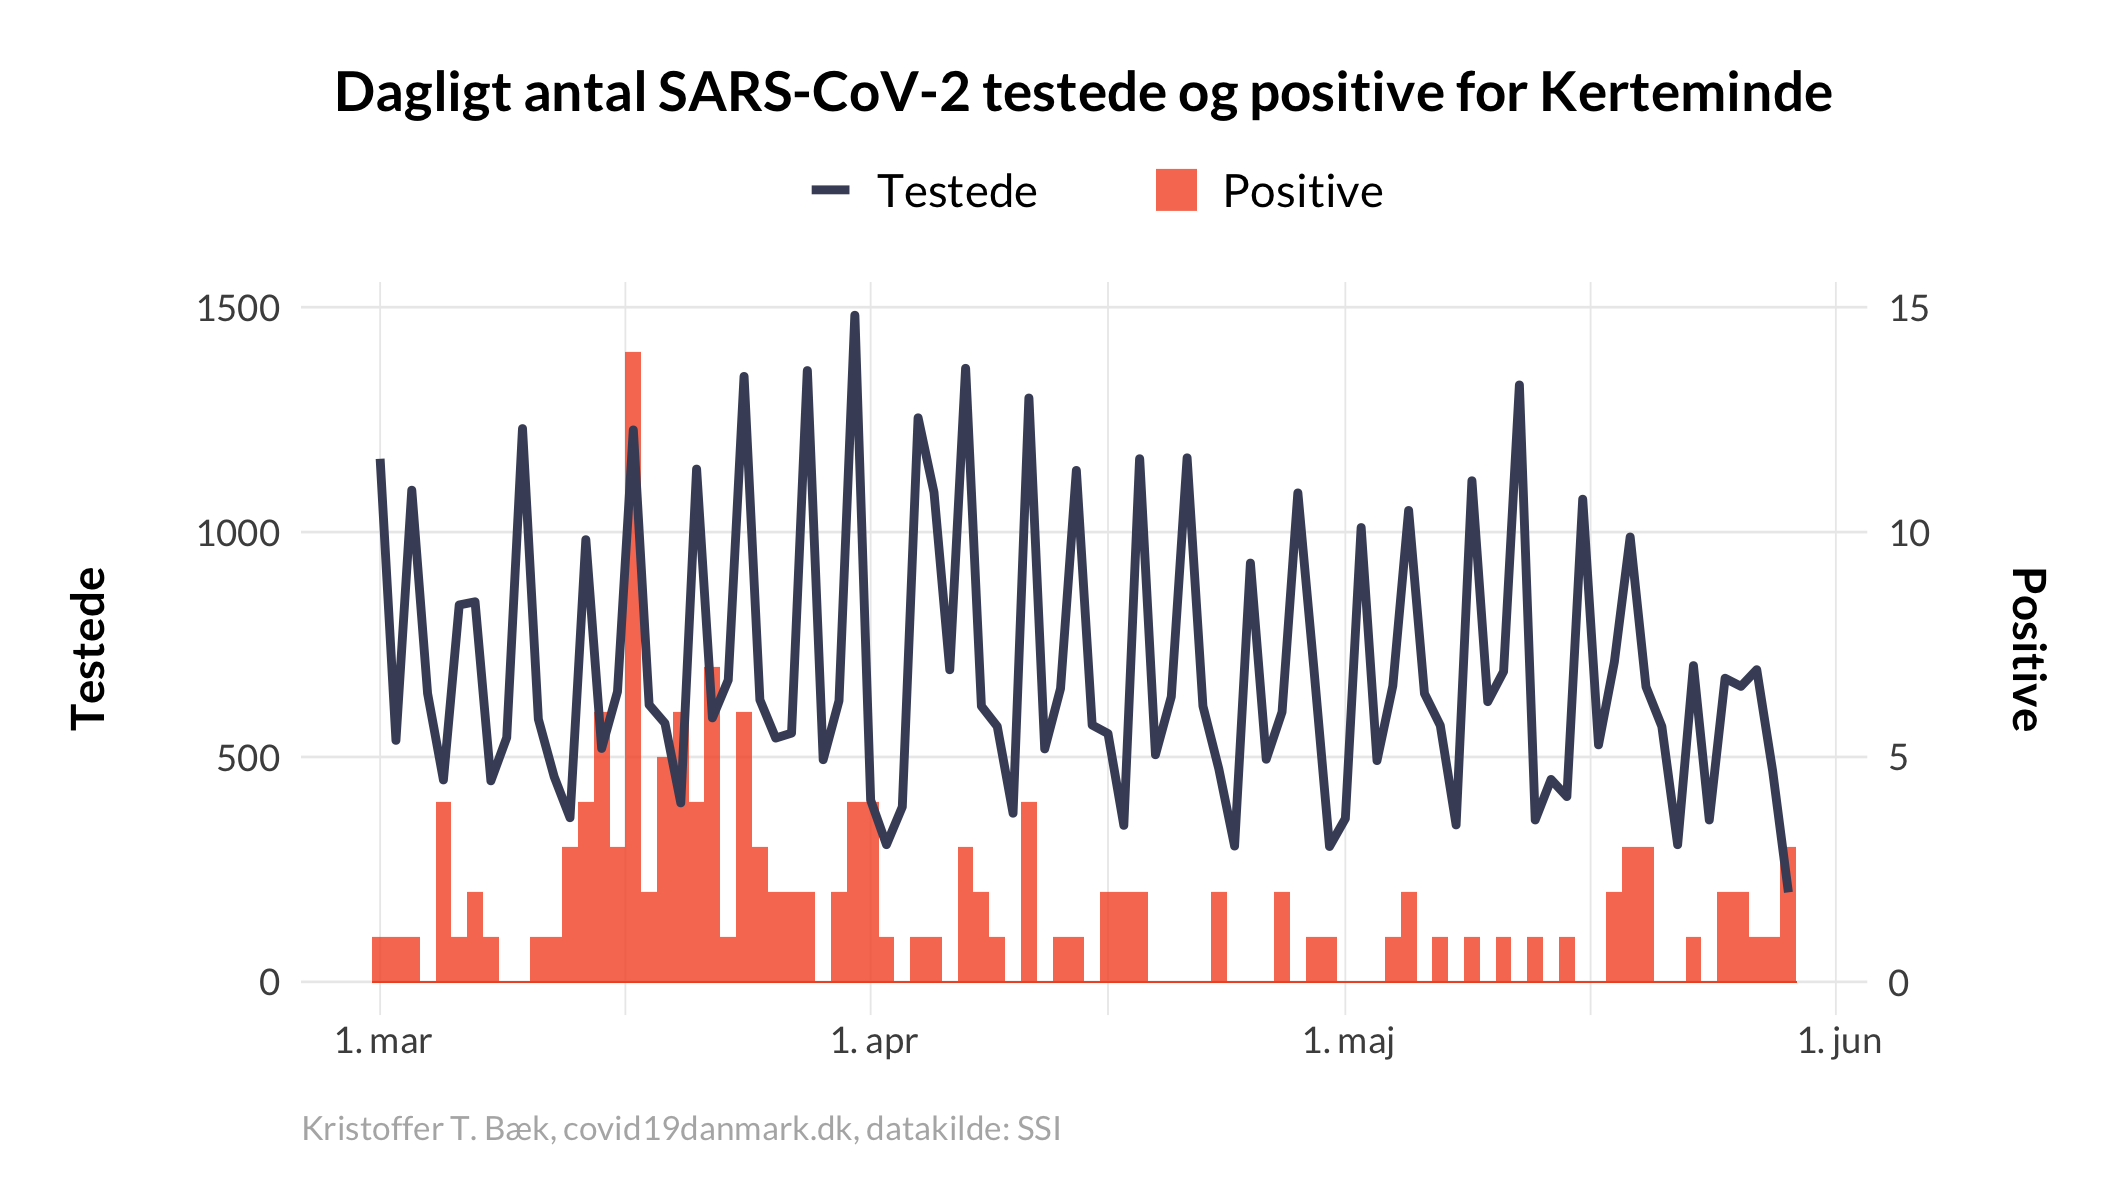 Dagligt antal SARS-CoV-2 testede og positive for Kerteminde
Testede Positive
1500 15
1000 10
500 5
0 0
Testede
Positive
1. mar 1. apr 1. maj 1. jun
Kristoffer T. Bæk, covid19danmark.dk, datakilde: SSI